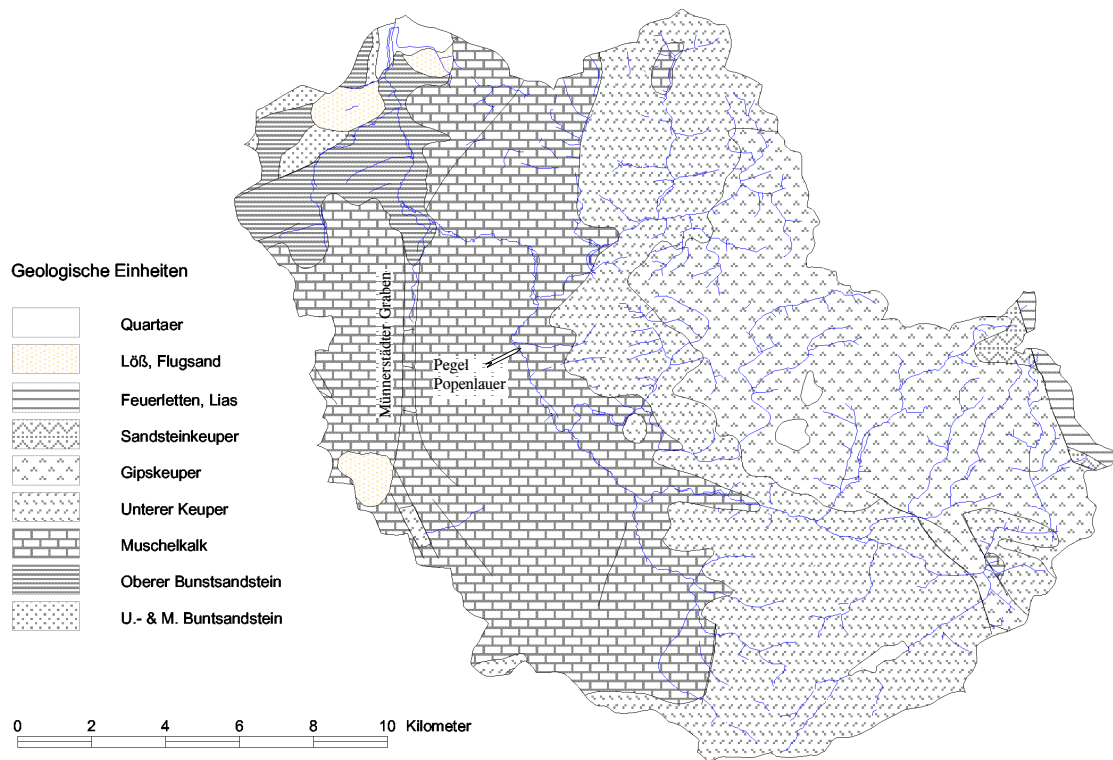 Geologische Einheiten
Quartaer
Löß, Flugsand
Feuerletten, Lias
Sandsteinkeuper
Gipskeuper
Unterer Keuper
Muschelkalk
Oberer Bunstsandstein
U.- & M. Buntsandstein
Münnerstädter Graben
Pegel
Popenlauer
0 2 4 6 8 10 Kilometer